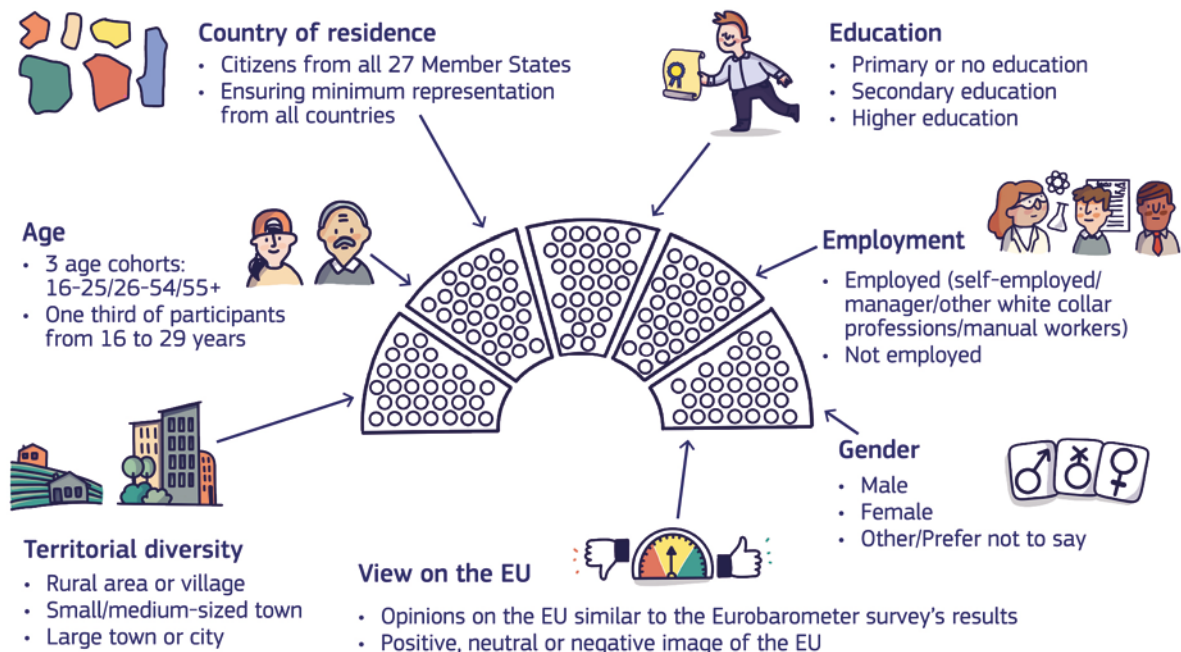 Country of residence
• Citizens from all 27 Member States
• Ensuring minimum representation
from all countries
Education
• Primary or no education
• Secondary education
• Higher education
Age
• 3 age cohorts:
16-25/26-54/55+
• One third of participants
from 16 to 29 years
Employment
• Employed (self-employed/
manager/other white collar
professions/manual workers)
• Not employed
Gender
• Male
• Female
• Other/Prefer not to say
Territorial diversity
• Rural area or village
• Small/medium-sized town
• Large town or city
View on the EU
• Opinions on the EU similar to the Eurobarometer survey's results
• Positive, neutral or negative image of the EU